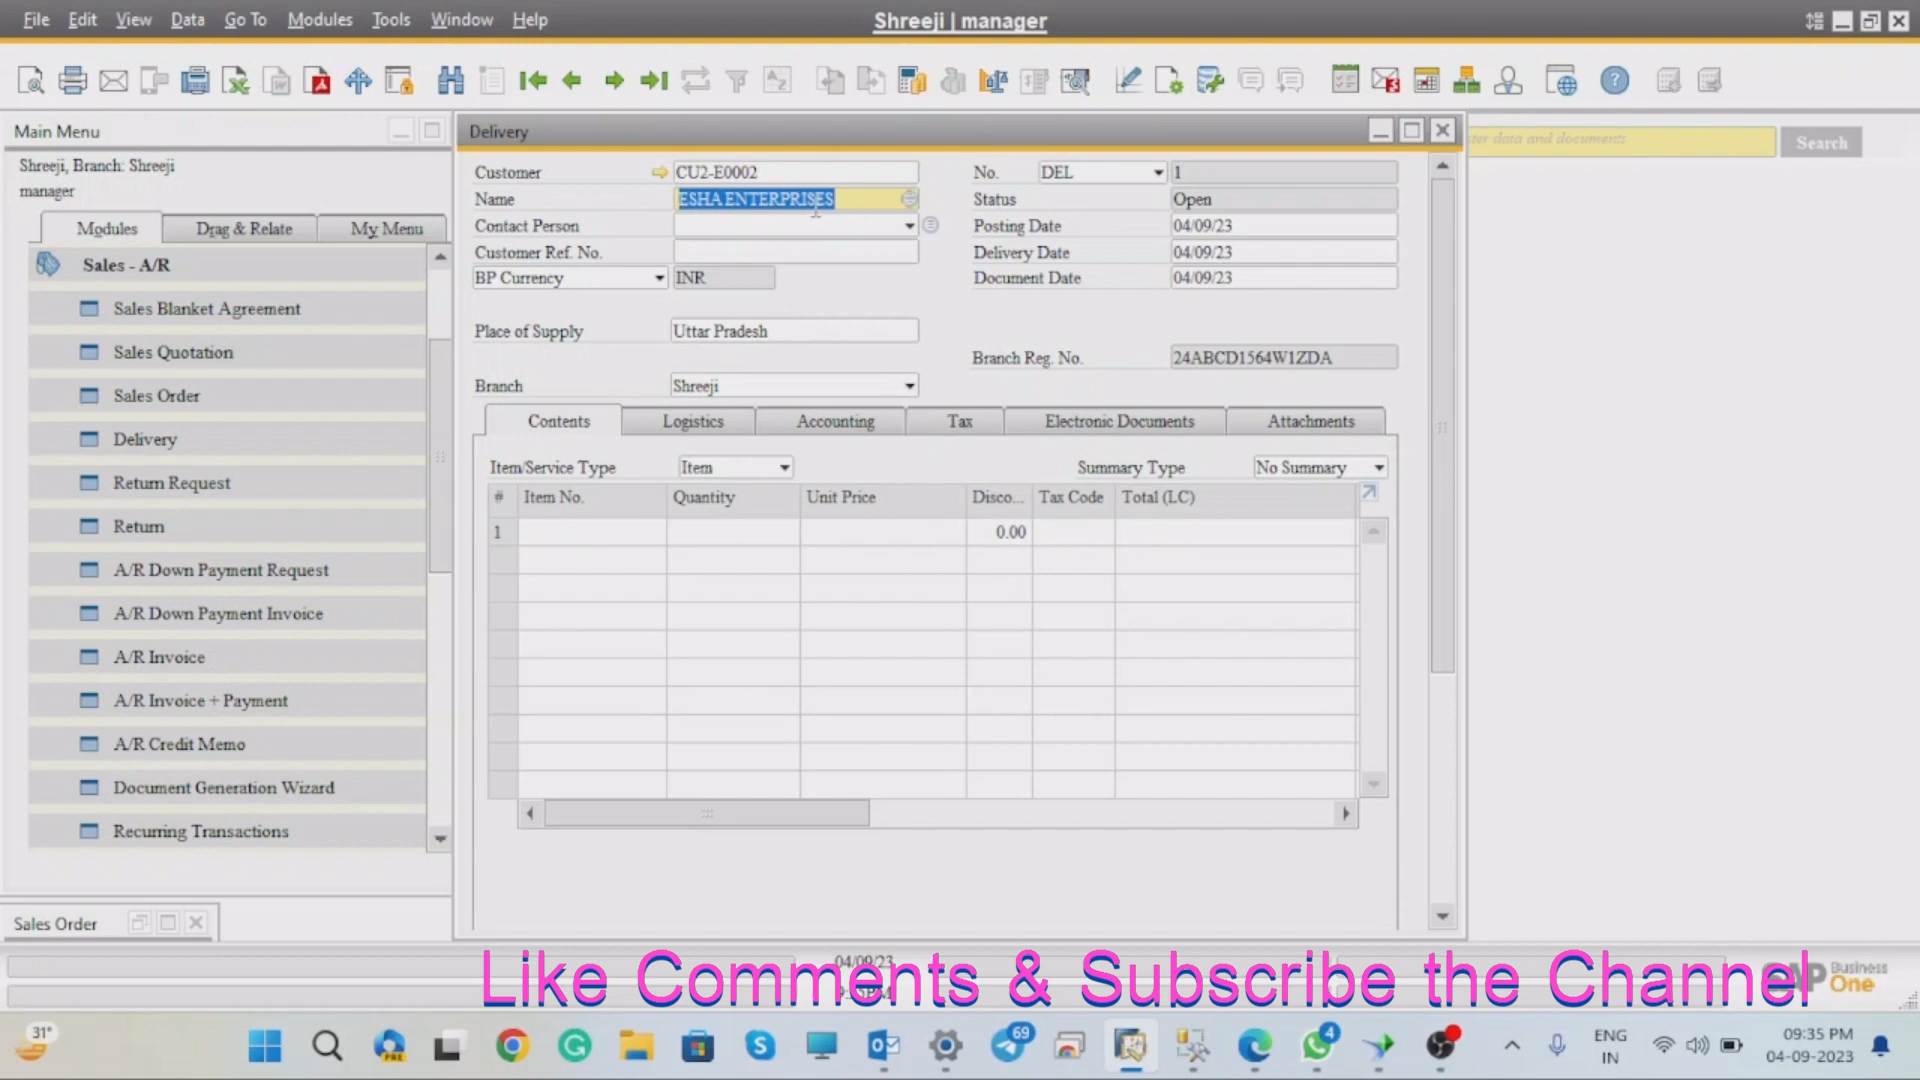 File Edit View Data Go To Modules Tools Window Help
Shreeji | manager
Main Menu
Shreeji, Branch: Shreeji
manager
Modules Drag & Relate My Menu
Sales - A/R
Sales Blanket Agreement
Sales Quotation
Sales Order
Delivery
Return Request
Return
A/R Down Payment Request
A/R Down Payment Invoice
A/R Invoice
A/R Invoice + Payment
A/R Credit Memo
Document Generation Wizard
Recurring Transactions
Sales Order
Delivery
Customer CU2-E0002
Name ESHA ENTERPRISES
Contact Person
Customer Ref. No.
BP Currency INR
Place of Supply Uttar Pradesh
Branch Shreeji
No. DEL 1
Status Open
Posting Date 04/09/23
Delivery Date 04/09/23
Document Date 04/09/23
Branch Reg. No. 24ABCD1564W1ZDA
Contents Logistics Accounting Tax Electronic Documents Attachments
Item/Service Type Item Summary Type No Summary
# Item No. Quantity Unit Price Disco... Tax Code Total (LC)
1 0.00
data and documents
Search
04/09/23
Like Comments & Subscribe the Channel
Business
One
31°
PRE
69
4
ENG
IN
09:35 PM
04-09-2023